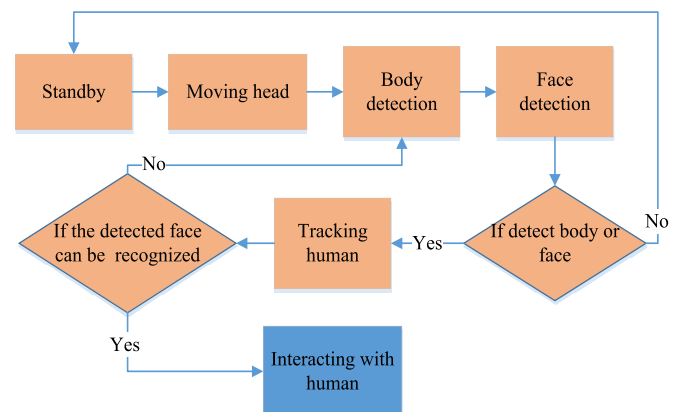 Standby
Moving head
Body
detection
Face
detection
No
If the detected face
can be recognized
Tracking
human
Yes
If detect body or
face
No
Yes
Interacting with
human